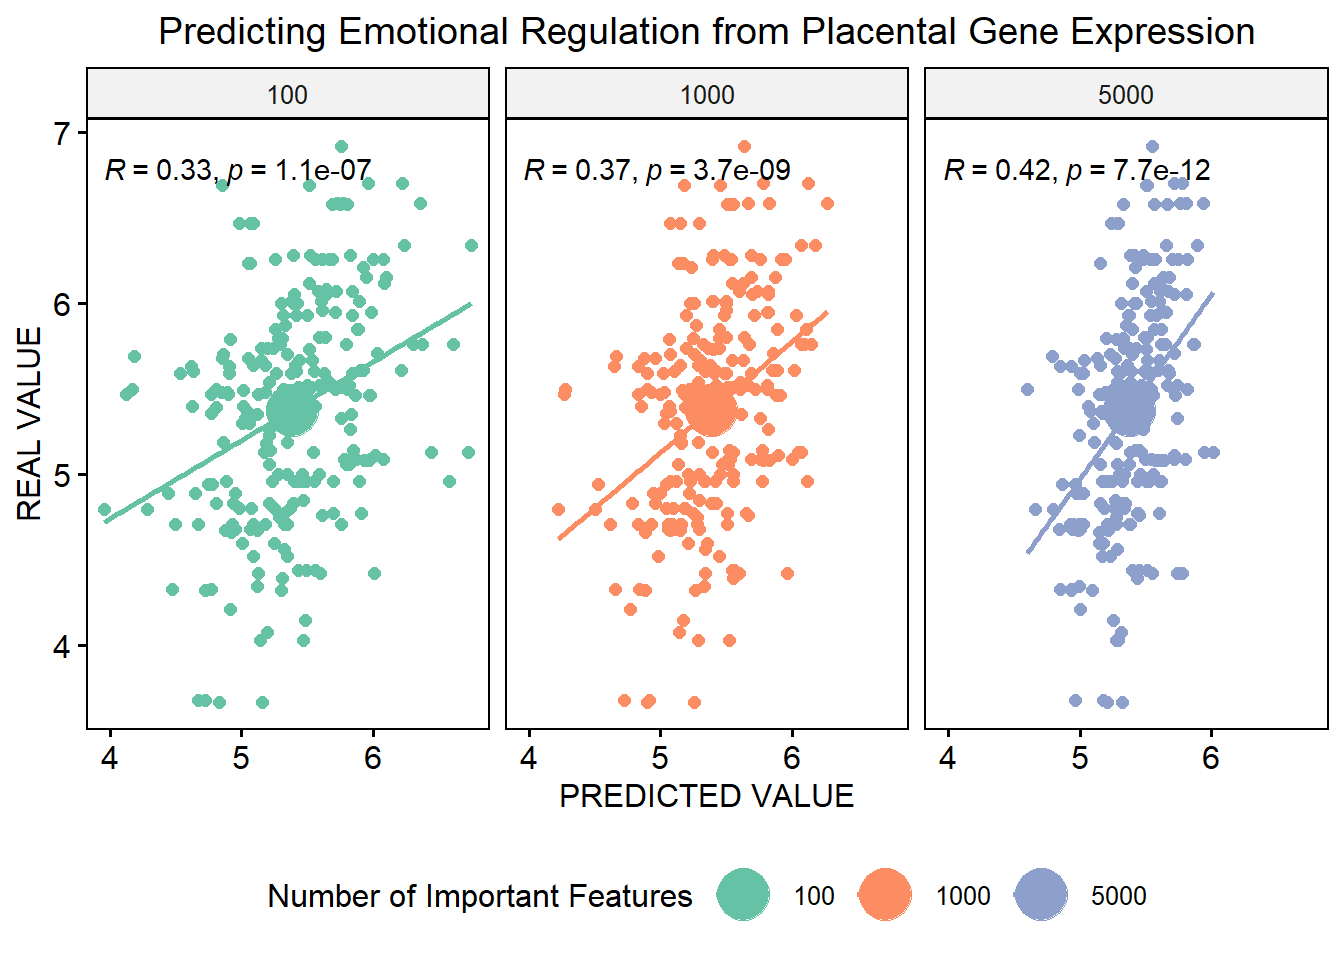 Predicting Emotional Regulation from Placental Gene Expression
100 1000 5000
R = 0.33, p = 1.1e-07 R = 0.37, p = 3.7e-09 R = 0.42, p = 7.7e-12
7
6
5
4
REAL VALUE
4 5 6 4 5 6 4 5 6
PREDICTED VALUE
Number of Important Features 100 1000 5000